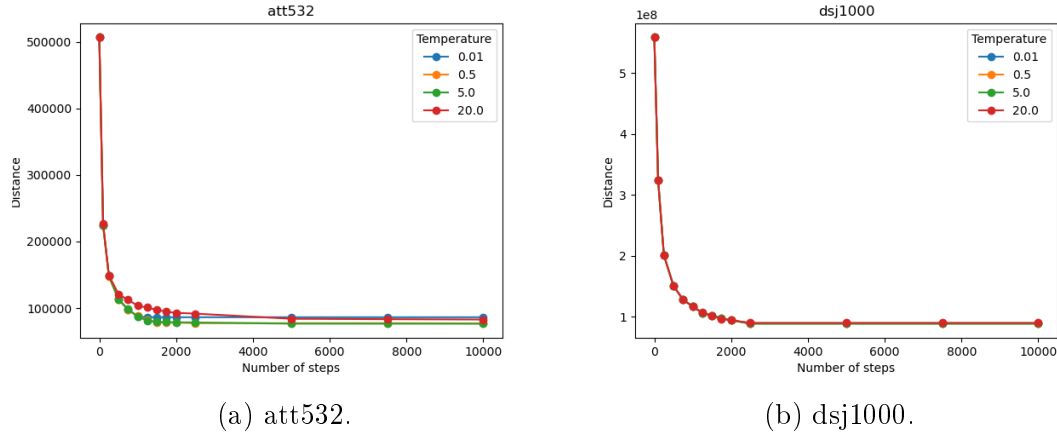 att532
500000
400000
300000
200000
100000
Distance
0
2000
4000
6000
8000
10000
Number of steps
Temperature
0.01
0.5
5.0
20.0
(a) att532.
dsj1000
1e8
5
4
3
2
1
Distance
0
2000
4000
6000
8000
10000
Number of steps
Temperature
0.01
0.5
5.0
20.0
(b) dsj1000.